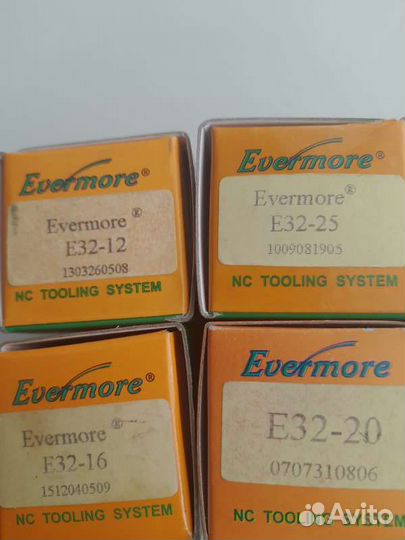 Evermore®
Evermore®
E32-12
1303260508
NC TOOLING SYSTEM
Evermore®
Evermore®
E32-25
1009081905
NC TOOLING SYSTEM
Evermore®
Evermore®
E32-16
1512040509
NC TOOLING SYSTEM
Evermore
E32-20
0707310806
NC TOOLING SYSTEM
Avito